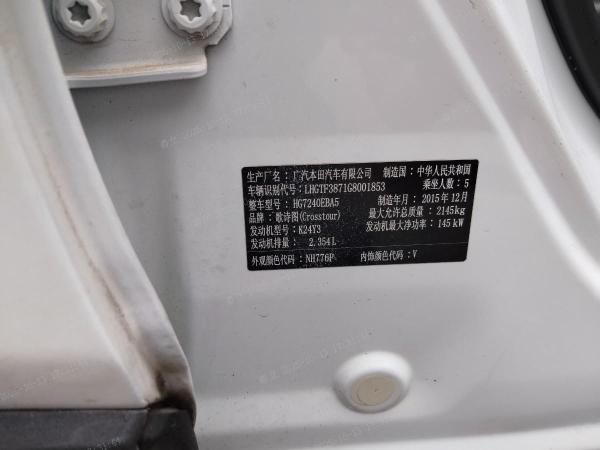 生产厂名：广汽本田汽车有限公司 制造国：中华人民共和国
车辆识别代号：LHGTF3871G8001853 乘坐人数：5
整车型号：HG7240EBA5 制造年月：2015年12月
品牌：歌诗图(Crosstour) 最大允许总质量：2145kg
发动机型号：K24Y3 发动机最大净功率：145kW
发动机排量：2.354L
外观颜色代码：NH776P 内饰颜色代码：V